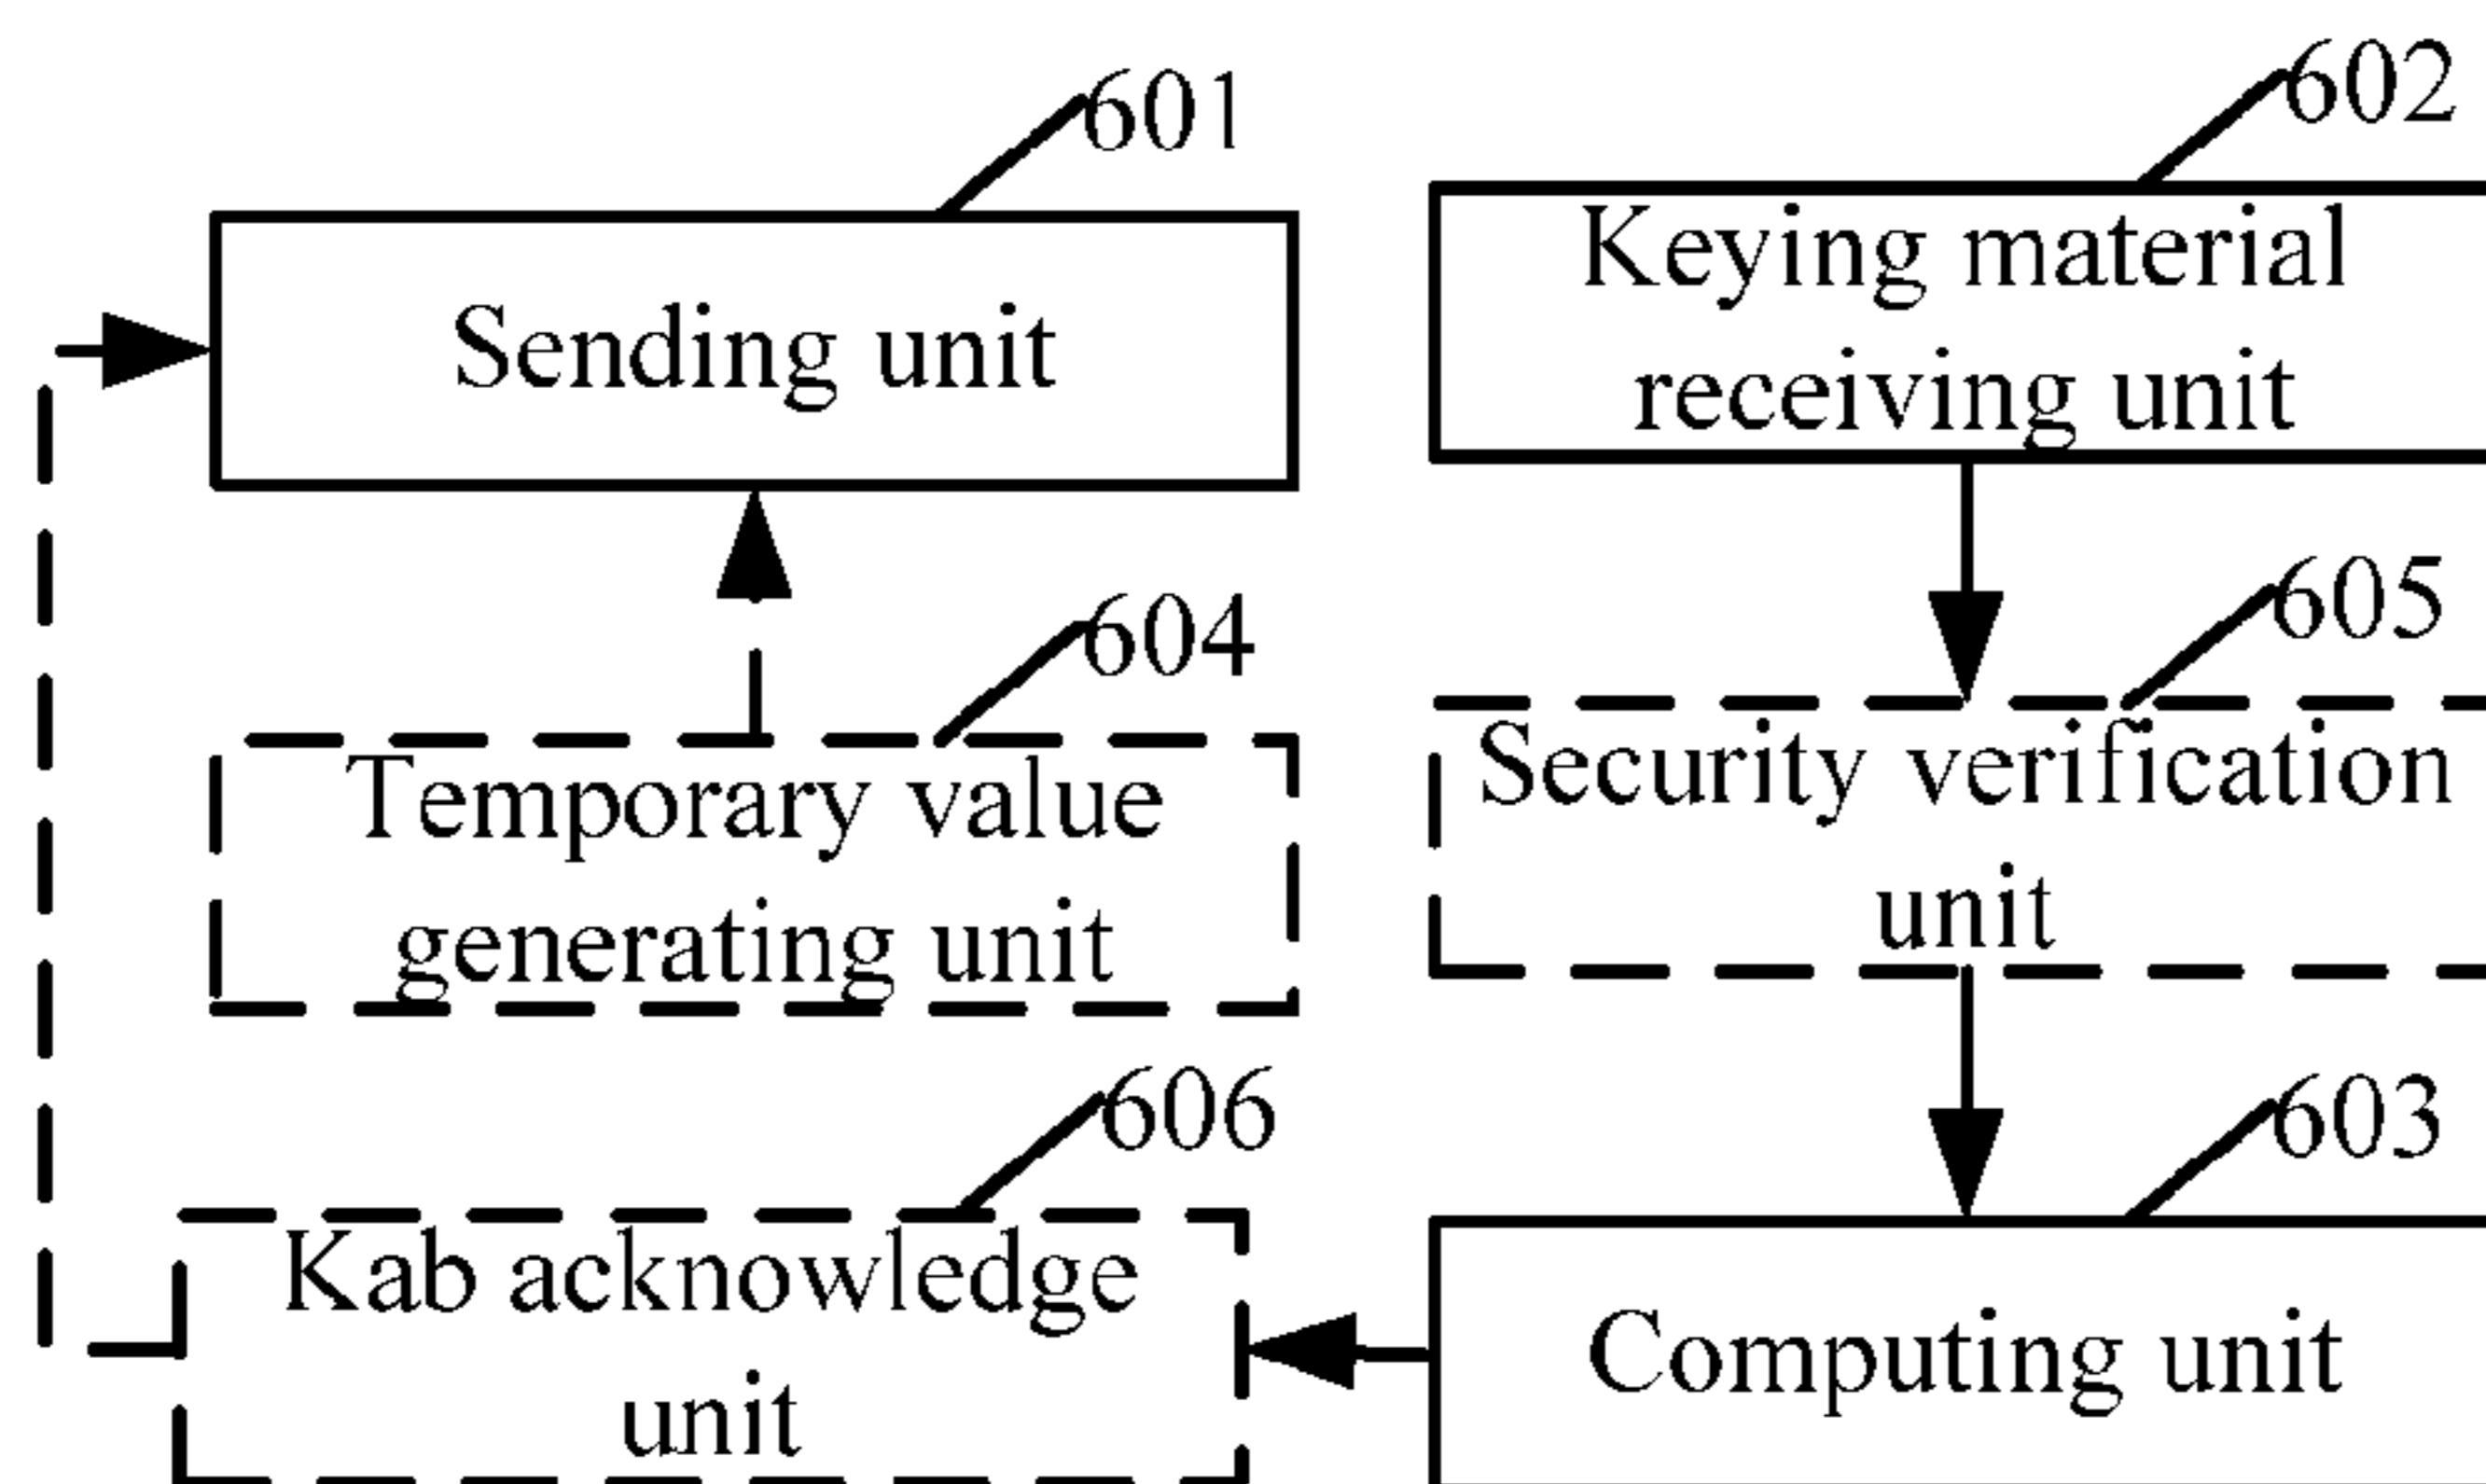 601
Sending unit
602
Keying material
receiving unit
604
Temporary value
generating unit
605
Security verification
unit
606
Kab acknowledge
unit
603
Computing unit